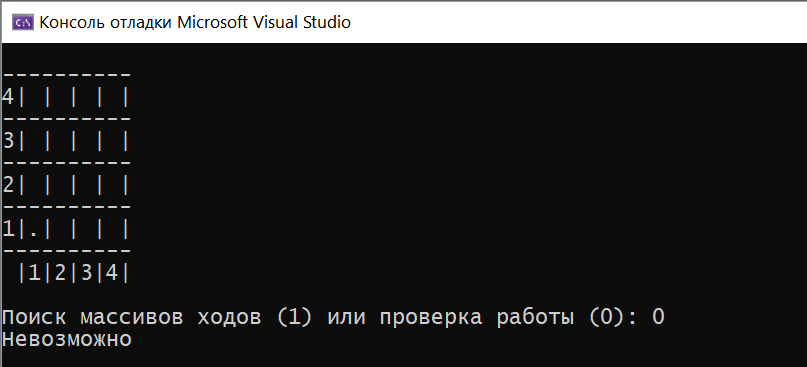 Консоль отладки Microsoft Visual Studio
----------
4| | | | |
----------
3| | | | |
----------
2| | | | |
----------
1|.| | | |
----------
 |1|2|3|4|
Поиск массивов ходов (1) или проверка работы (0): 0
Невозможно